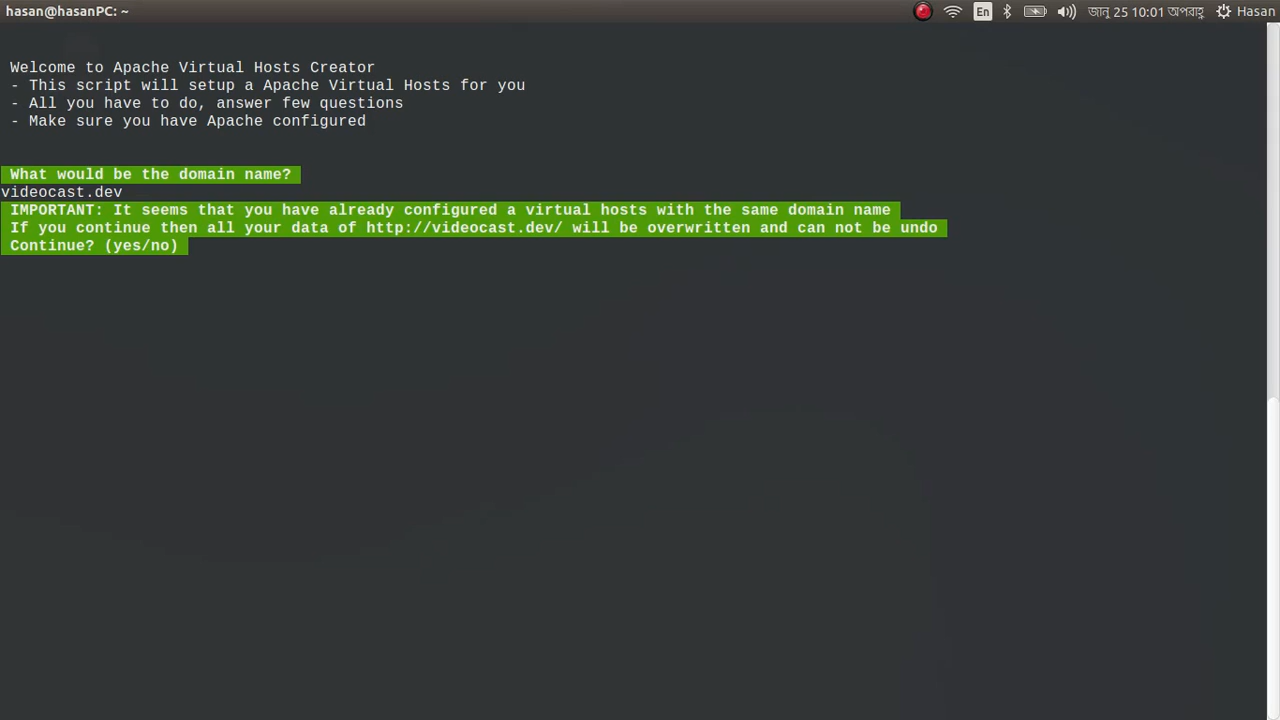 hasan@hasanPC: ~
En
জানু 25 10:01 অপরাহ্ণ
Hasan
Welcome to Apache Virtual Hosts Creator
- This script will setup a Apache Virtual Hosts for you
- All you have to do, answer few questions
- Make sure you have Apache configured
What would be the domain name?
videocast.dev
IMPORTANT: It seems that you have already configured a virtual hosts with the same domain name
If you continue then all your data of http://videocast.dev/ will be overwritten and can not be undo
Continue? (yes/no)